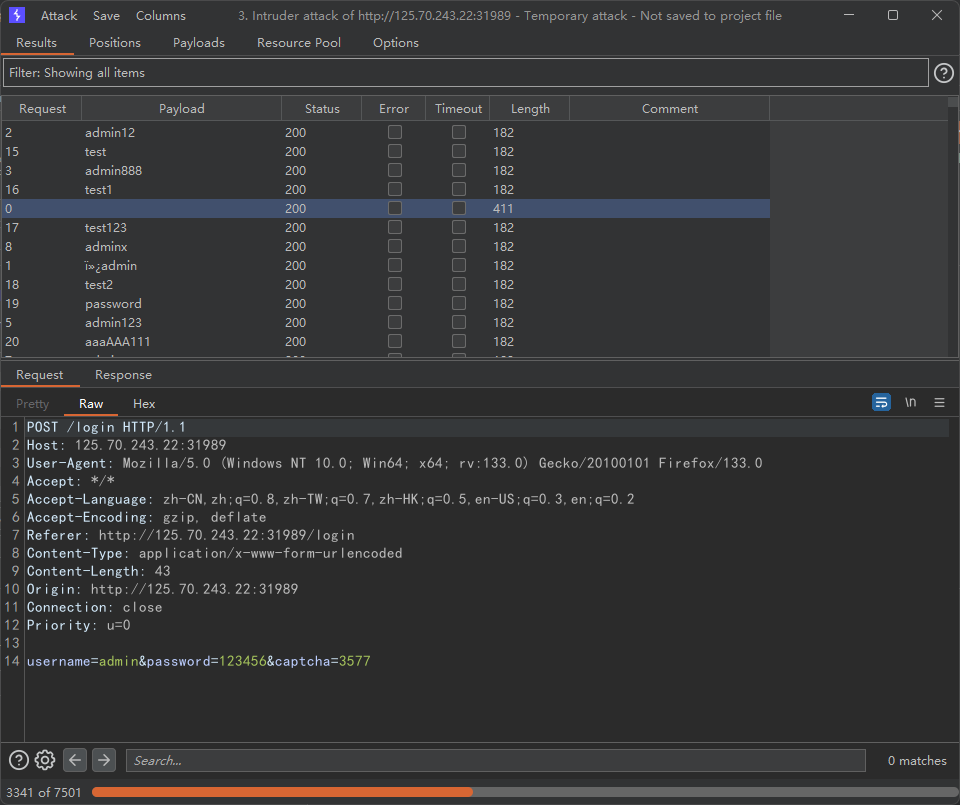 Attack Save Columns 3. Intruder attack of http://125.70.243.22:31989 - Temporary attack - Not saved to project file
Results Positions Payloads Resource Pool Options
Filter: Showing all items
Request Payload Status Error Timeout Length Comment
2 admin12 200 182
15 test 200 182
3 admin888 200 182
16 test1 200 182
0 200 411
17 test123 200 182
8 adminx 200 182
1 ï»¿admin 200 182
18 test2 200 182
19 password 200 182
5 admin123 200 182
20 aaaAAA111 200 182
Request Response
Pretty Raw Hex \n
1 POST /login HTTP/1.1
2 Host: 125.70.243.22:31989
3 User-Agent: Mozilla/5.0 (Windows NT 10.0; Win64; x64; rv:133.0) Gecko/20100101 Firefox/133.0
4 Accept: */*
5 Accept-Language: zh-CN,zh;q=0.8,zh-TW;q=0.7,zh-HK;q=0.5,en-US;q=0.3,en;q=0.2
6 Accept-Encoding: gzip, deflate
7 Referer: http://125.70.243.22:31989/login
8 Content-Type: application/x-www-form-urlencoded
9 Content-Length: 43
10 Origin: http://125.70.243.22:31989
11 Connection: close
12 Priority: u=0
13
14 username=admin&password=123456&captcha=3577
Search... 0 matches
3341 of 7501